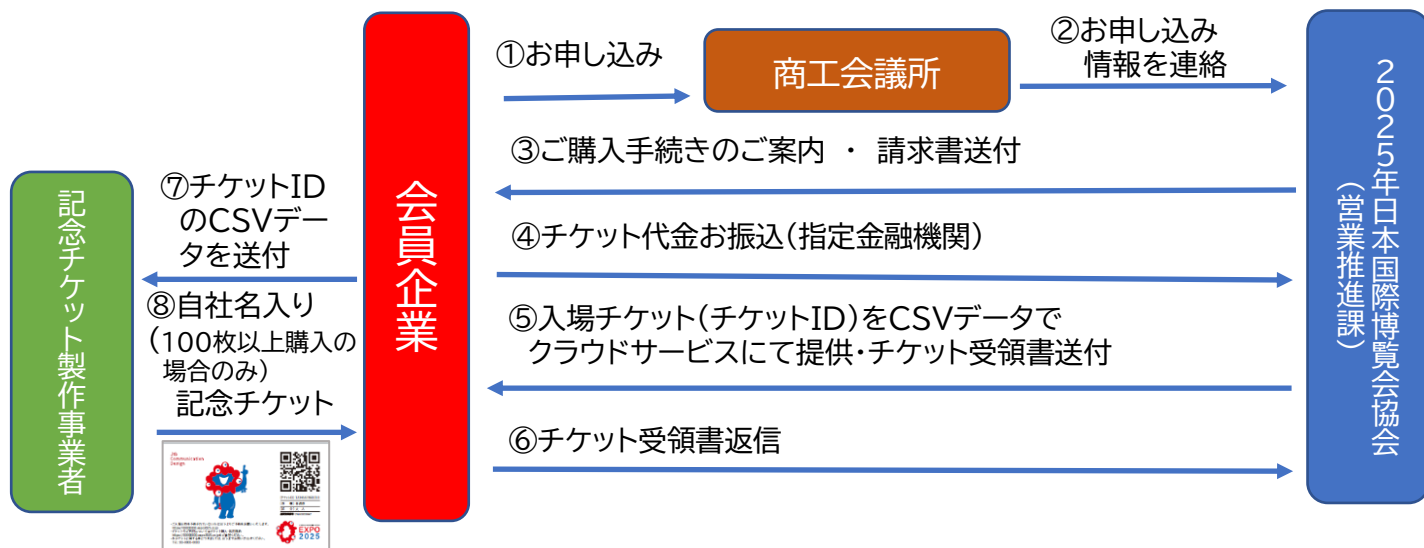 ①お申し込み
商工会議所
②お申し込み
情報を連絡
2025年日本国際博覧会協会
(営業推進課)
③ご購入手続きのご案内 ・ 請求書送付
会員企業
④チケット代金お振込(指定金融機関)
⑤入場チケット(チケットID)をCSVデータで
クラウドサービスにて提供・チケット受領書送付
⑥チケット受領書返信
⑦チケットID
のCSVデー
タを送付
記念チケット製作事業者
⑧自社名入り
(100枚以上購入の
場合のみ)
記念チケット
EXPO
2025